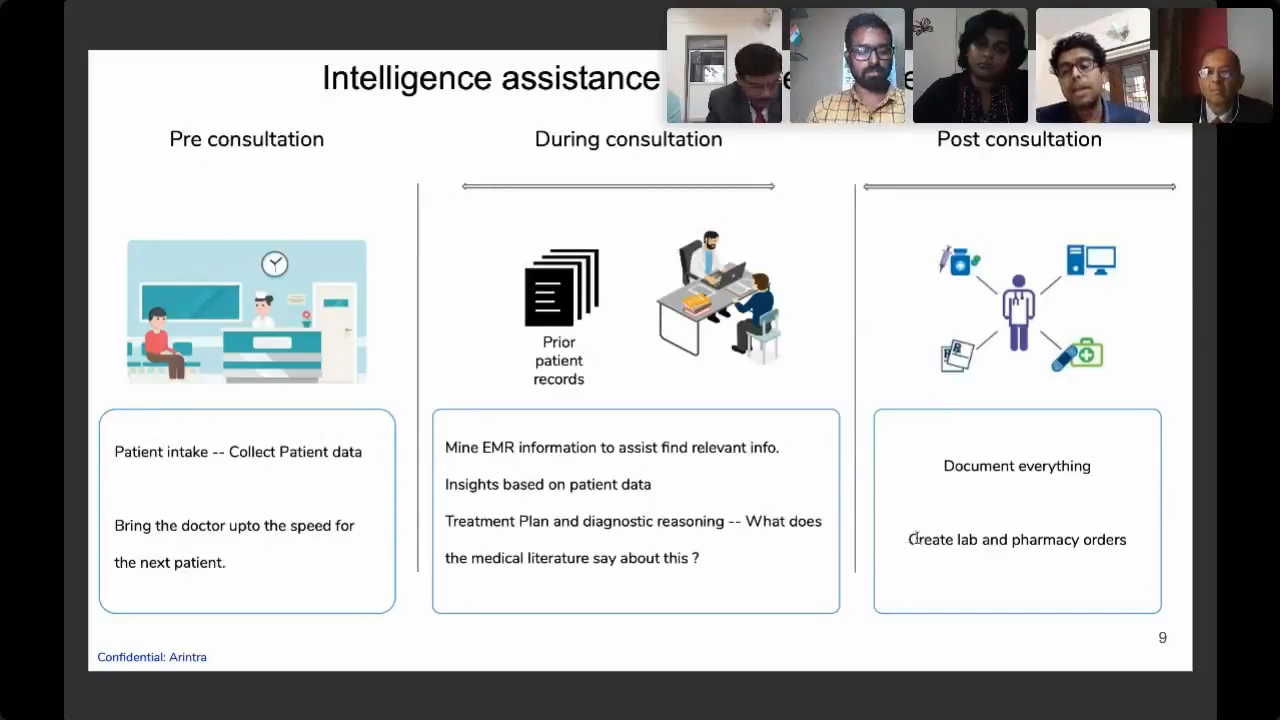 Intelligence assistance
Pre consultation
During consultation
Post consultation
Prior
patient
records
Patient intake -- Collect Patient data
Bring the doctor upto the speed for
the next patient.
Mine EMR information to assist find relevant info.
Insights based on patient data
Treatment Plan and diagnostic reasoning -- What does
the medical literature say about this ?
Document everything
Create lab and pharmacy orders
9
Confidential: Arintra